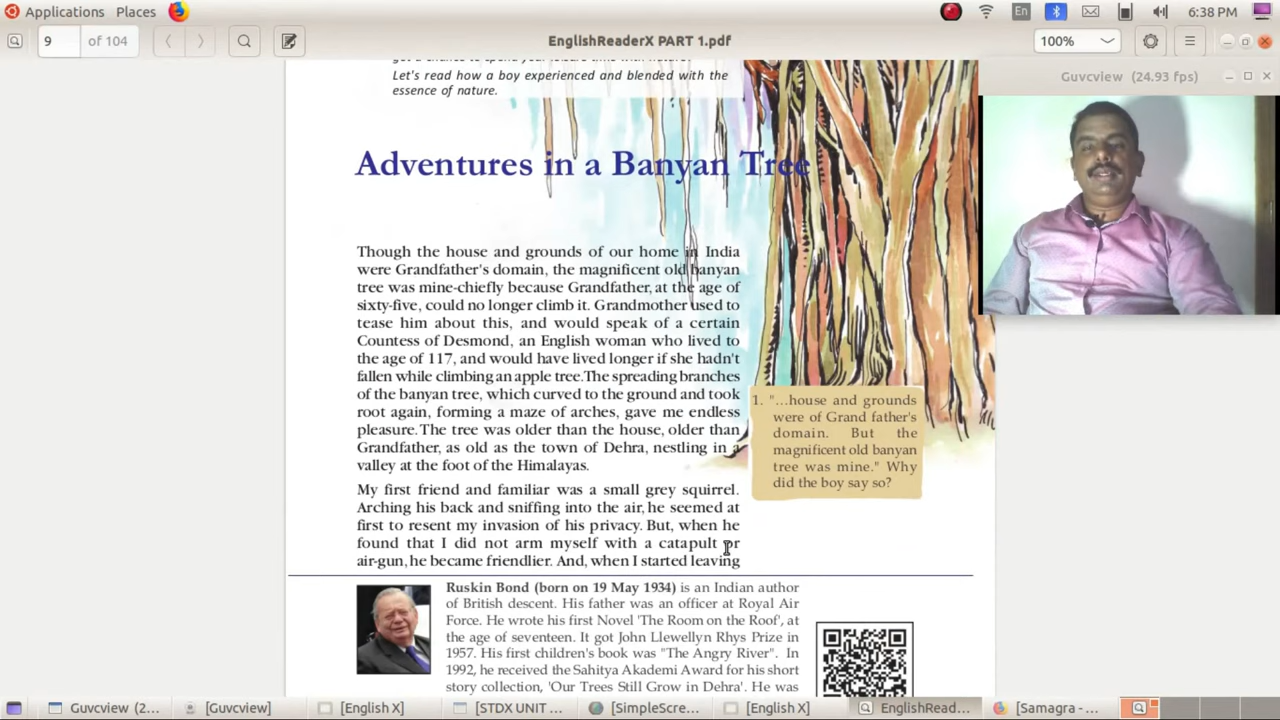 Applications Places
En
6:38 PM
9 of 104
EnglishReaderX PART 1.pdf
100%
Guvcview (24.93 fps)
Let's read how a boy experienced and blended with the
essence of nature.
Adventures in a Banyan Tree
Though the house and grounds of our home in India
were Grandfather's domain, the magnificent old banyan
tree was mine-chiefly because Grandfather, at the age of
sixty-five, could no longer climb it. Grandmother used to
tease him about this, and would speak of a certain
Countess of Desmond, an English woman who lived to
the age of 117, and would have lived longer if she hadn't
fallen while climbing an apple tree.The spreading branches
of the banyan tree, which curved to the ground and took
root again, forming a maze of arches, gave me endless
pleasure. The tree was older than the house, older than
Grandfather, as old as the town of Dehra, nestling in a
valley at the foot of the Himalayas.
1. "...house and grounds
were of Grand father's
domain. But the
magnificent old banyan
tree was mine." Why
did the boy say so?
My first friend and familiar was a small grey squirrel.
Arching his back and sniffing into the air, he seemed at
first to resent my invasion of his privacy. But, when he
found that I did not arm myself with a catapult or
air-gun, he became friendlier. And, when I started leaving
Ruskin Bond (born on 19 May 1934) is an Indian author
of British descent. His father was an officer at Royal Air
Force. He wrote his first Novel 'The Room on the Roof', at
the age of seventeen. It got John Llewellyn Rhys Prize in
1957. His first children's book was "The Angry River". In
1992, he received the Sahitya Akademi Award for his short
story collection, 'Our Trees Still Grow in Dehra'. He was
Guvcview (2... [Guvcview] [English X] [STDX UNIT ... [SimpleScre... [English X] EnglishRead... [Samagra - ...